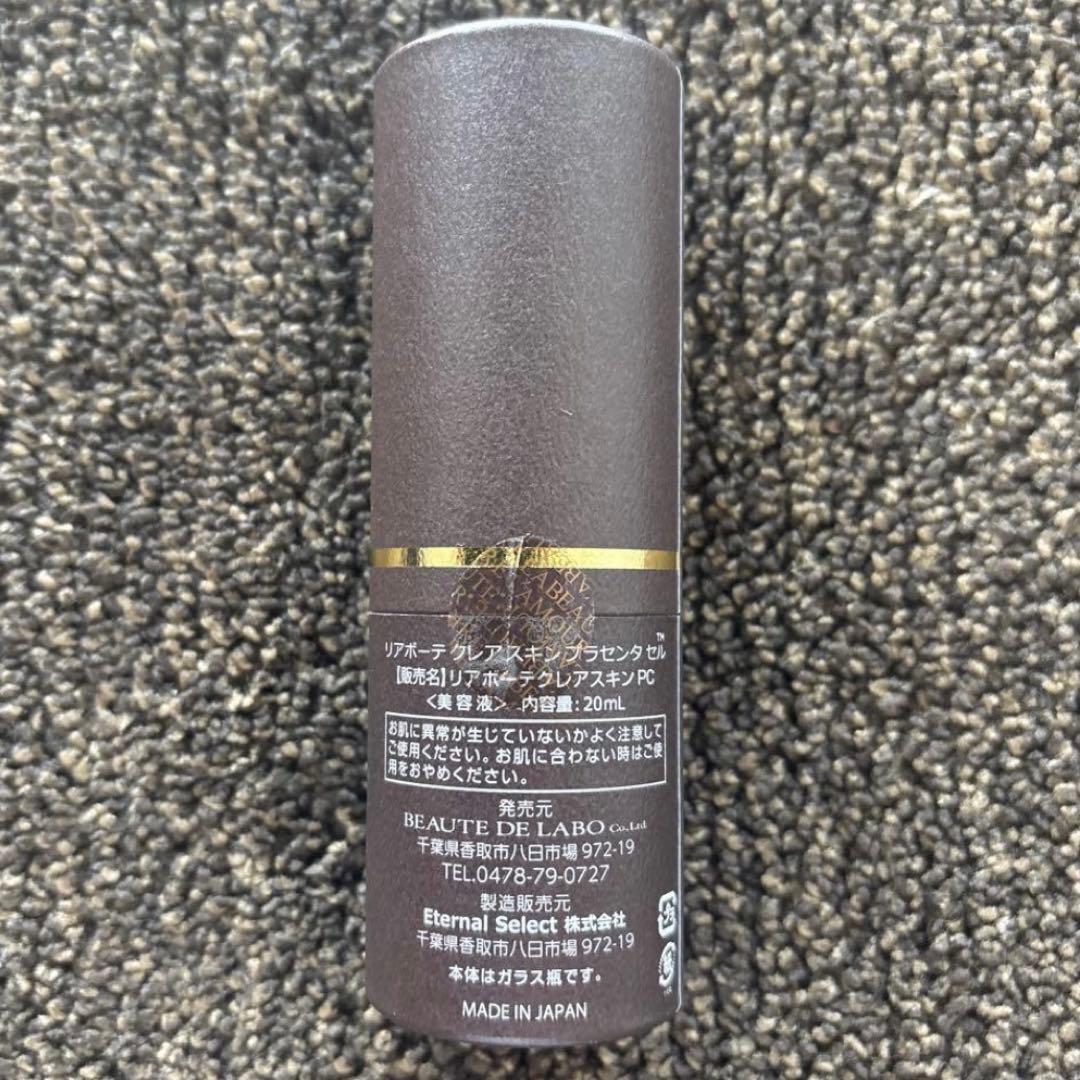 リアボーテ クレアスキン プラセンタ セル™
【販売名】リアボーテクレアスキンPC
<美容液> 内容量:20mL
お肌に異常が生じていないかよく注意して
ご使用ください。お肌に合わない時はご使
用をおやめください。
発売元
BEAUTE DE LABO Co.,Ltd.
千葉県香取市八日市場972-19
TEL.0478-79-0727
製造販売元
Eternal Select 株式会社
千葉県香取市八日市場 972-19
本体はガラス瓶です。
MADE IN JAPAN